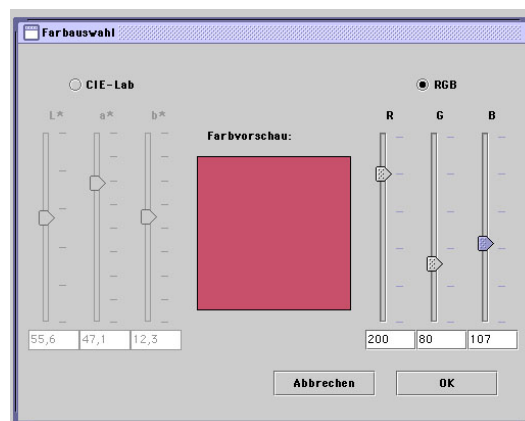 Farbauswahl
CIE-Lab
RGB
L* a* b*
R G B
Farbvorschau:
55,6 47,1 12,3
200 80 107
Abbrechen OK